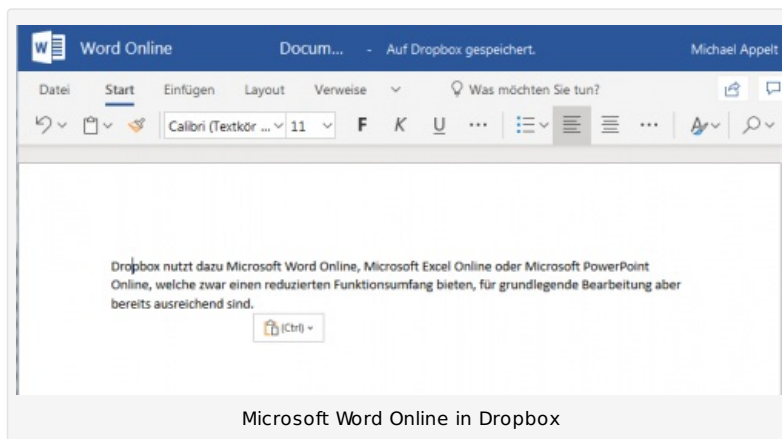 W Word Online Docum... - Auf Dropbox gespeichert. Michael Appelt
Datei Start Einfügen Layout Verweise Was möchten Sie tun?
Calibri (Textkör ... 11 F K U ...  ...
Dropbox nutzt dazu Microsoft Word Online, Microsoft Excel Online oder Microsoft PowerPoint
Online, welche zwar einen reduzierten Funktionsumfang bieten, für grundlegende Bearbeitung aber
bereits ausreichend sind.
(Ctrl)
Microsoft Word Online in Dropbox